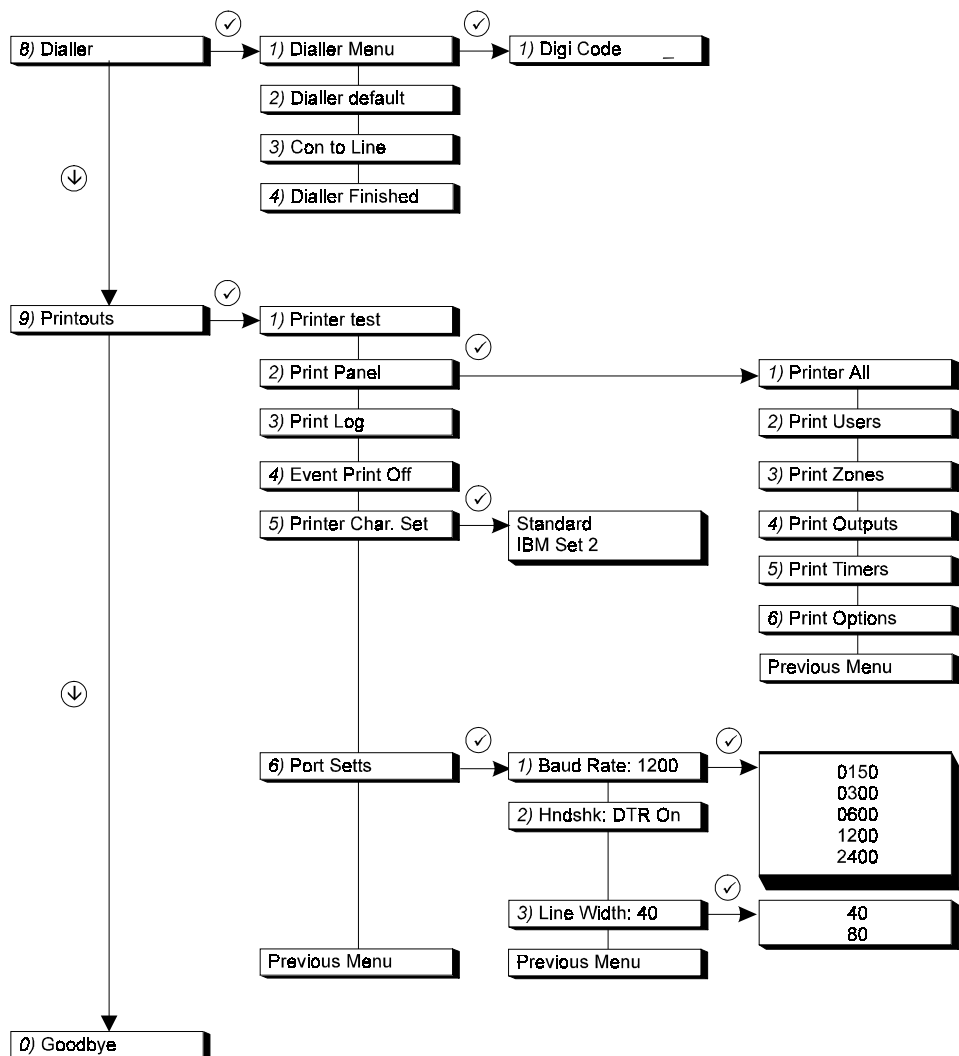 8) Dialler
1) Dialler Menu
1) Digi Code _
2) Dialler default
3) Con to Line
4) Dialler Finished
9) Printouts
1) Printer test
2) Print Panel
1) Printer All
3) Print Log
2) Print Users
4) Event Print Off
3) Print Zones
5) Printer Char. Set
Standard
IBM Set 2
4) Print Outputs
5) Print Timers
6) Print Options
Previous Menu
6) Port Setts
1) Baud Rate: 1200
0150
0300
0600
1200
2400
2) Hndshk: DTR On
3) Line Width: 40
40
80
Previous Menu
Previous Menu
0) Goodbye